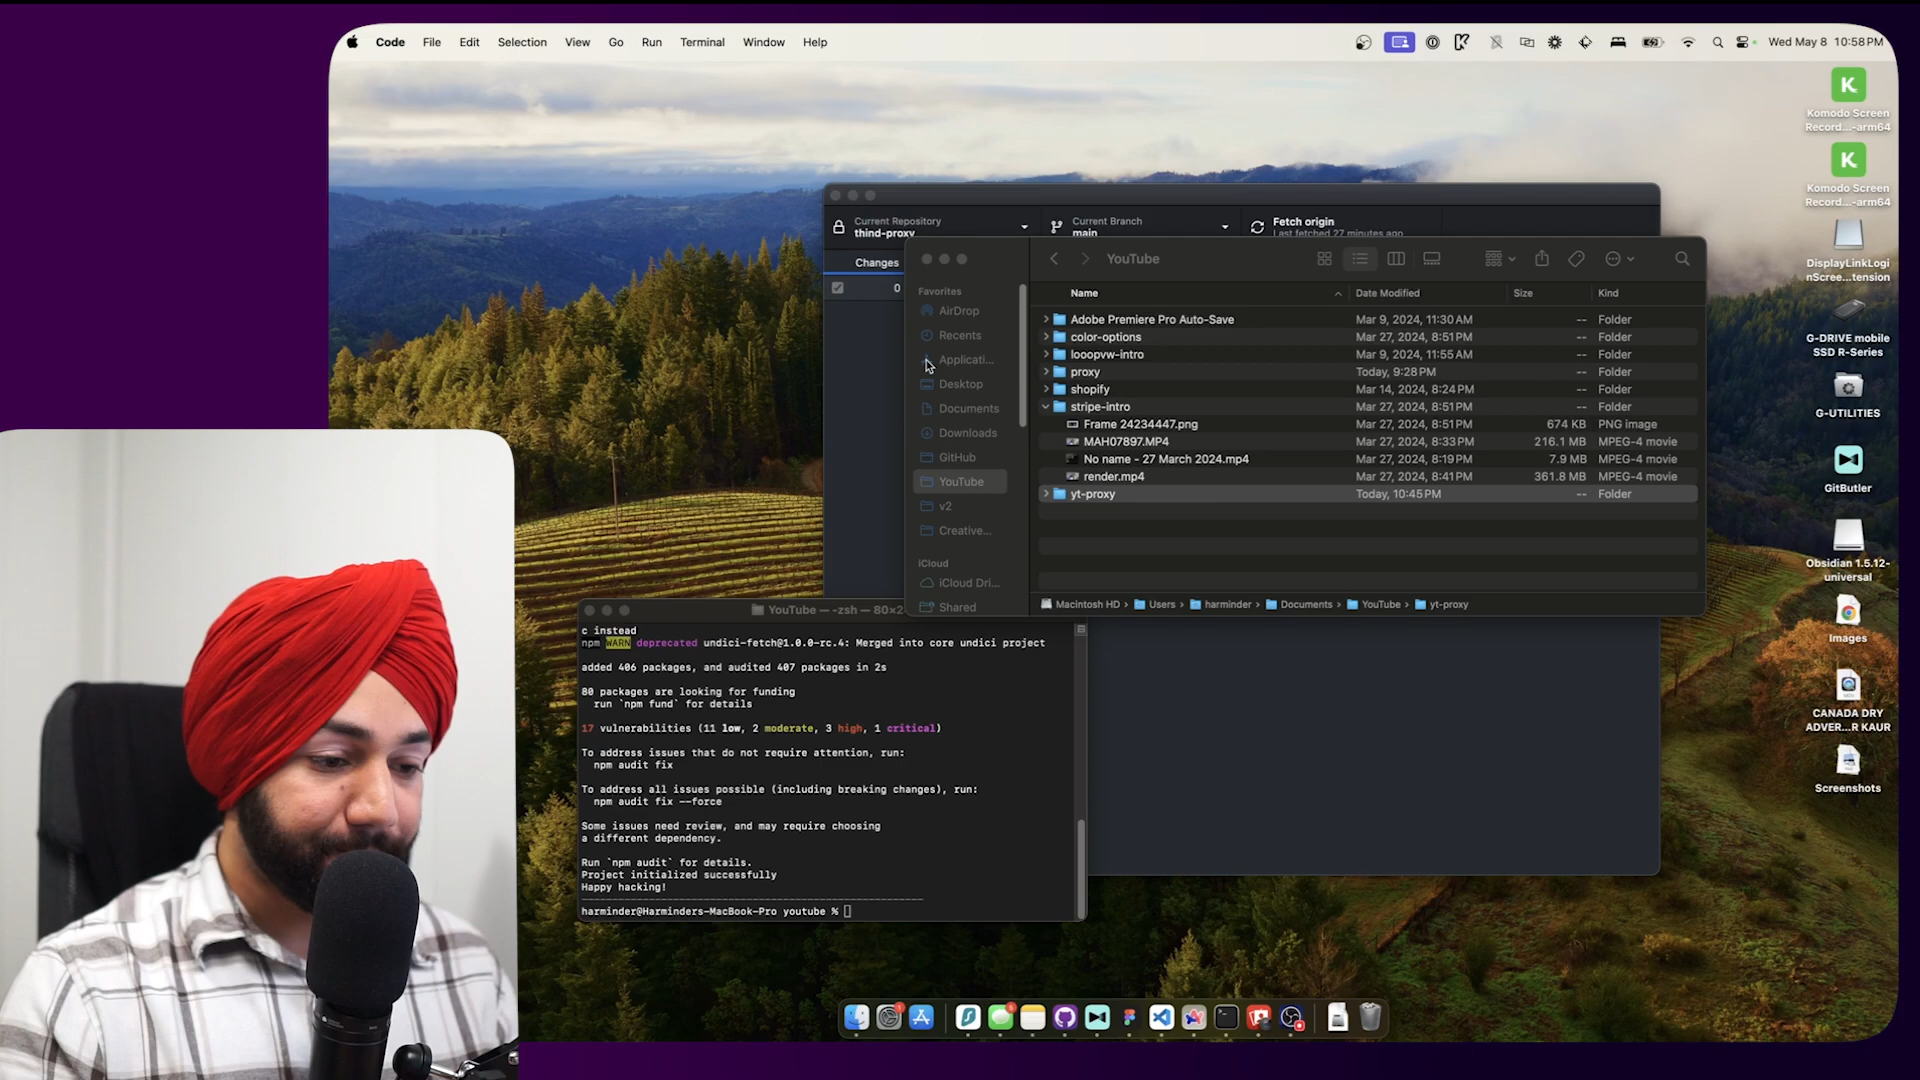 Code File Edit Selection View Go Run Terminal Window Help
Wed May 8 10:58 PM
Komodo Screen
Record...-arm64
Komodo Screen
Record...-arm64
DisplayLinkLogi
nScree...tension
G-DRIVE mobile
SSD R-Series
G-UTILITIES
GitButler
Obsidian 1.5.12-
universal
Images
CANADA DRY
ADVER...R KAUR
Screenshots
Current Repository
thind-proxy
Current Branch
main
Fetch origin
Last fetched 27 minutes ago
Changes
0
YouTube
Favorites
AirDrop
Recents
Applicati...
Desktop
Documents
Downloads
GitHub
YouTube
v2
Creative...
iCloud
iCloud Dri...
Shared
Name Date Modified Size Kind
Adobe Premiere Pro Auto-Save Mar 9, 2024, 11:30 AM -- Folder
color-options Mar 27, 2024, 8:51 PM -- Folder
looopvw-intro Mar 9, 2024, 11:55 AM -- Folder
proxy Today, 9:28 PM -- Folder
shopify Mar 14, 2024, 8:24 PM -- Folder
stripe-intro Mar 27, 2024, 8:51 PM -- Folder
Frame 24234447.png Mar 27, 2024, 8:51 PM 674 KB PNG image
MAH07897.MP4 Mar 27, 2024, 8:33 PM 216.1 MB MPEG-4 movie
No name - 27 March 2024.mp4 Mar 27, 2024, 8:19 PM 7.9 MB MPEG-4 movie
render.mp4 Mar 27, 2024, 8:41 PM 361.8 MB MPEG-4 movie
yt-proxy Today, 10:45 PM -- Folder
Macintosh HD › Users › harminder › Documents › YouTube › yt-proxy
YouTube — -zsh — 80×2
c instead
npm WARN deprecated undici-fetch@1.0.0-rc.4: Merged into core undici project
added 406 packages, and audited 407 packages in 2s
80 packages are looking for funding
run `npm fund` for details
17 vulnerabilities (11 low, 2 moderate, 3 high, 1 critical)
To address issues that do not require attention, run:
npm audit fix
To address all issues possible (including breaking changes), run:
npm audit fix --force
Some issues need review, and may require choosing
a different dependency.
Run `npm audit` for details.
Project initialized successfully
Happy hacking!
harminder@Harminders-MacBook-Pro youtube %